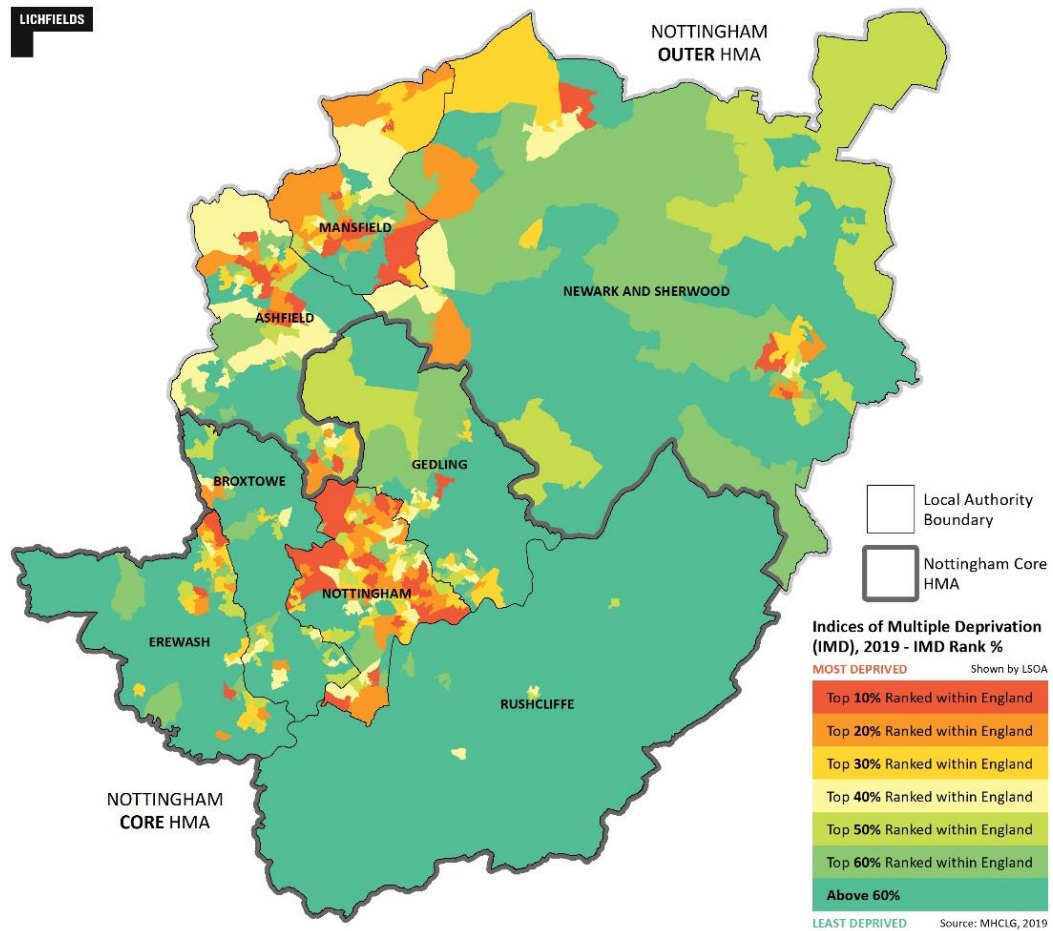 LICHFIELDS
NOTTINGHAM
OUTER HMA
MANSFIELD
NEWARK AND SHERWOOD
ASHFIELD
GEDLING
BROXTOWE
NOTTINGHAM
EREWASH
RUSHCLIFFE
NOTTINGHAM
CORE HMA
Local Authority
Boundary
Nottingham Core
HMA
Indices of Multiple Deprivation
(IMD), 2019 - IMD Rank %
MOST DEPRIVED Shown by LSOA
Top 10% Ranked within England
Top 20% Ranked within England
Top 30% Ranked within England
Top 40% Ranked within England
Top 50% Ranked within England
Top 60% Ranked within England
Above 60%
LEAST DEPRIVED Source: MHCLG, 2019